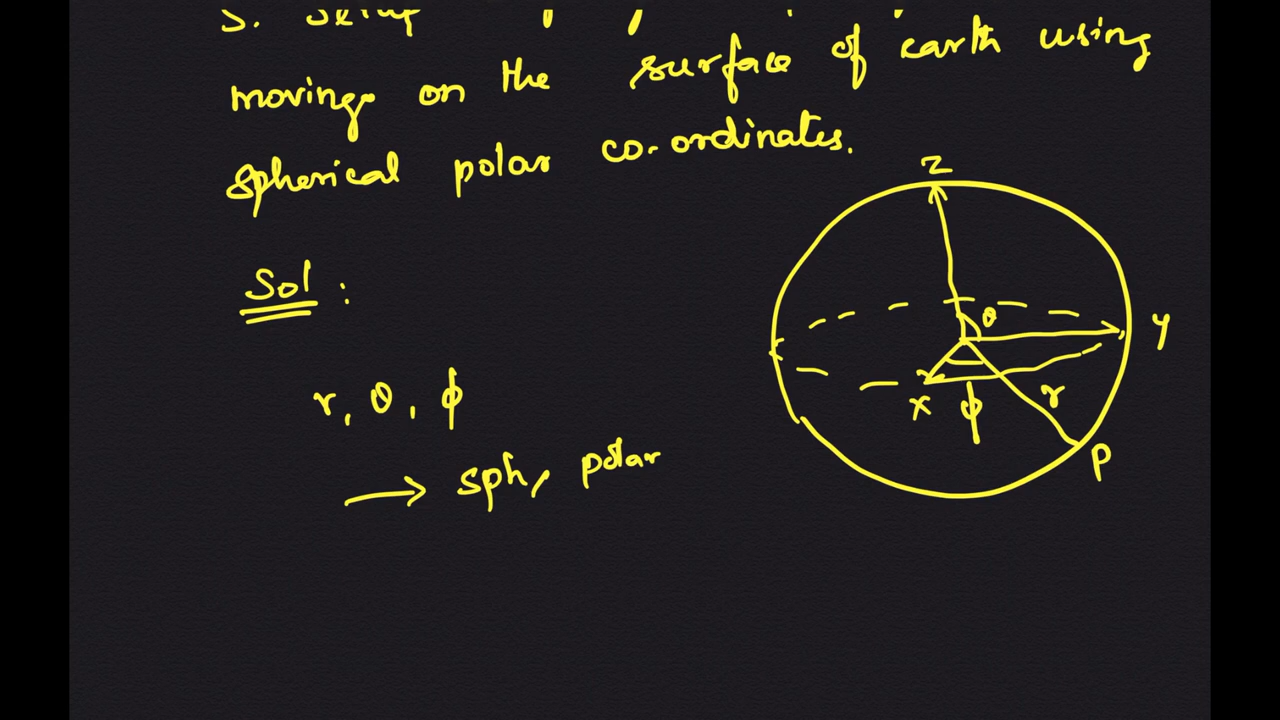 moving on the surface of earth using
spherical polar co-ordinates.
Z
Sol :
θ
Y
r, θ, ϕ
X
ϕ
r
P
→ sph, polar